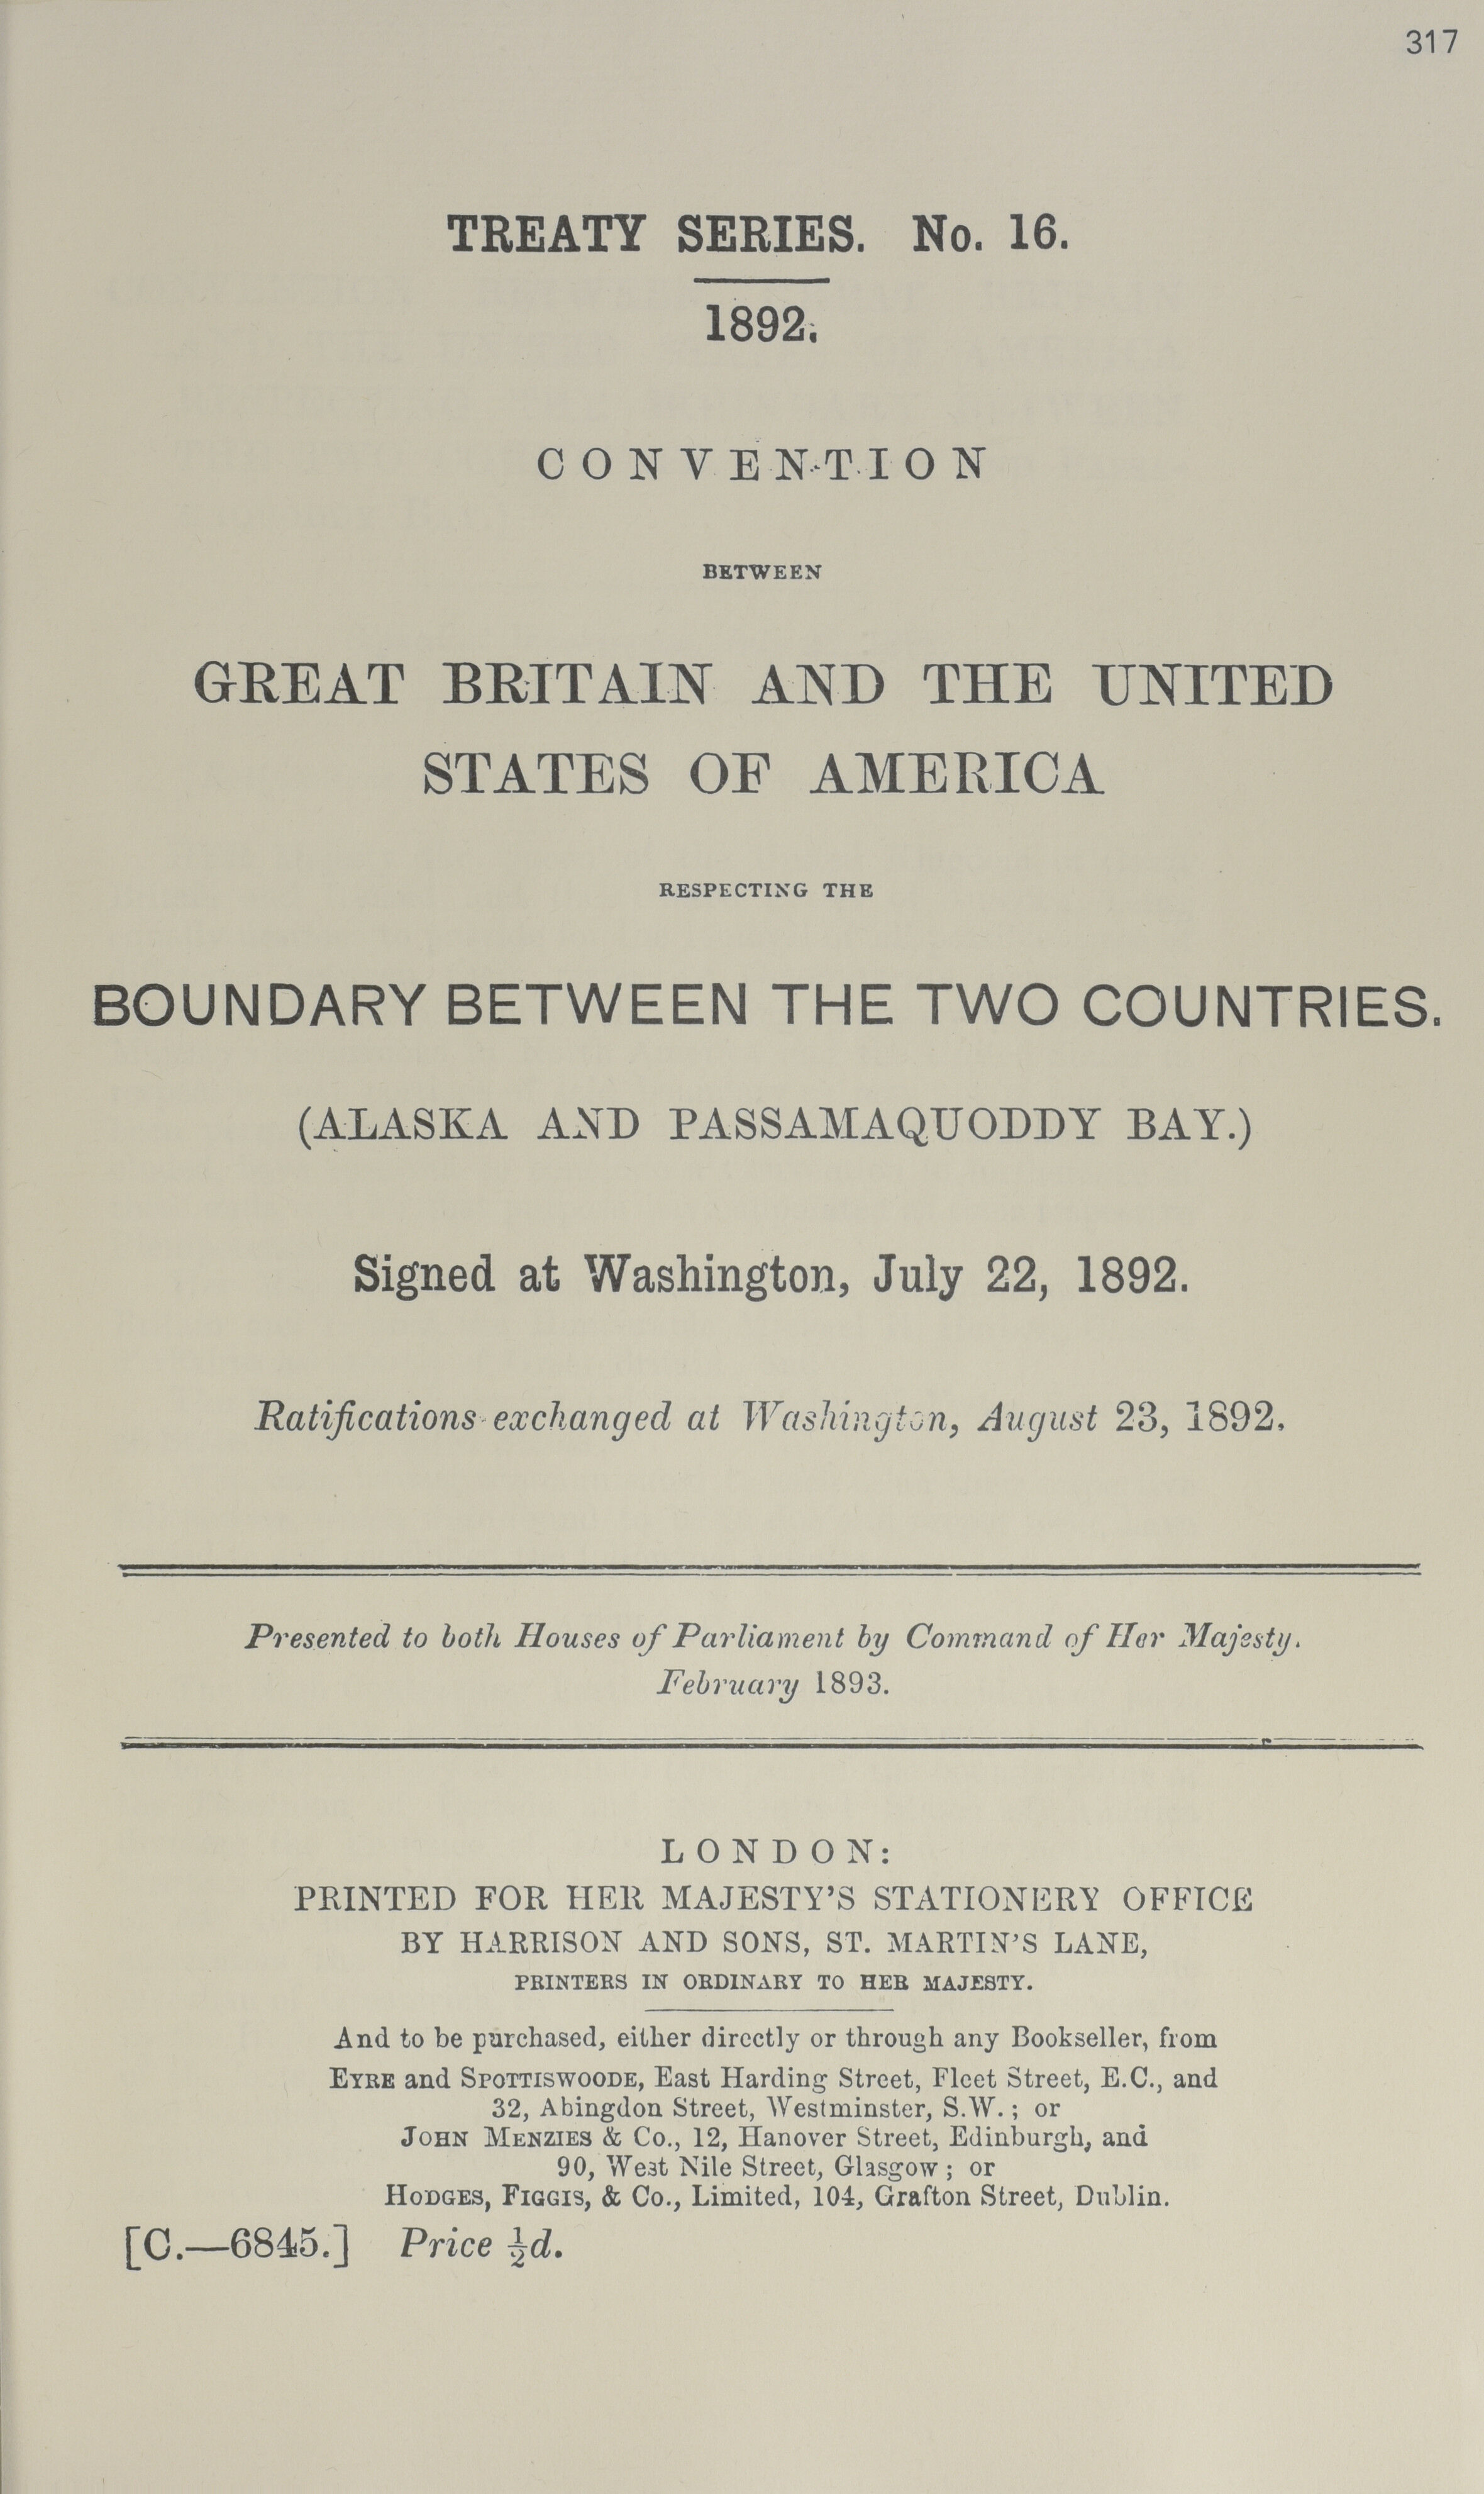 317
TREATY SERIES. No. 16.
1892.
CONVENTION
BETWEEN
GREAT BRITAIN AND THE UNITED
STATES OF AMERICA
RESPECTING THE
BOUNDARY BETWEEN THE TWO COUNTRIES.
(ALASKA AND PASSAMAQUODDY BAY.)
Signed at Washington, July 22, 1892.
Ratifications exchanged at Washington, August 23, 1892.
Presented to both Houses of Parliament by Command of Her Majesty.
February 1893.
LONDON:
PRINTED FOR HER MAJESTY'S STATIONERY OFFICE
BY HARRISON AND SONS, ST. MARTIN'S LANE,
PRINTERS IN ORDINARY TO HER MAJESTY.
And to be purchased, either directly or through any Bookseller, from
EYRE and SPOTTISWOODE, East Harding Street, Fleet Street, E.C., and
32, Abingdon Street, Westminster, S.W.; or
JOHN MENZIES & Co., 12, Hanover Street, Edinburgh, and
90, West Nile Street, Glasgow; or
HODGES, FIGGIS, & Co., Limited, 104, Grafton Street, Dublin.
[C.—6845.] Price ½d.